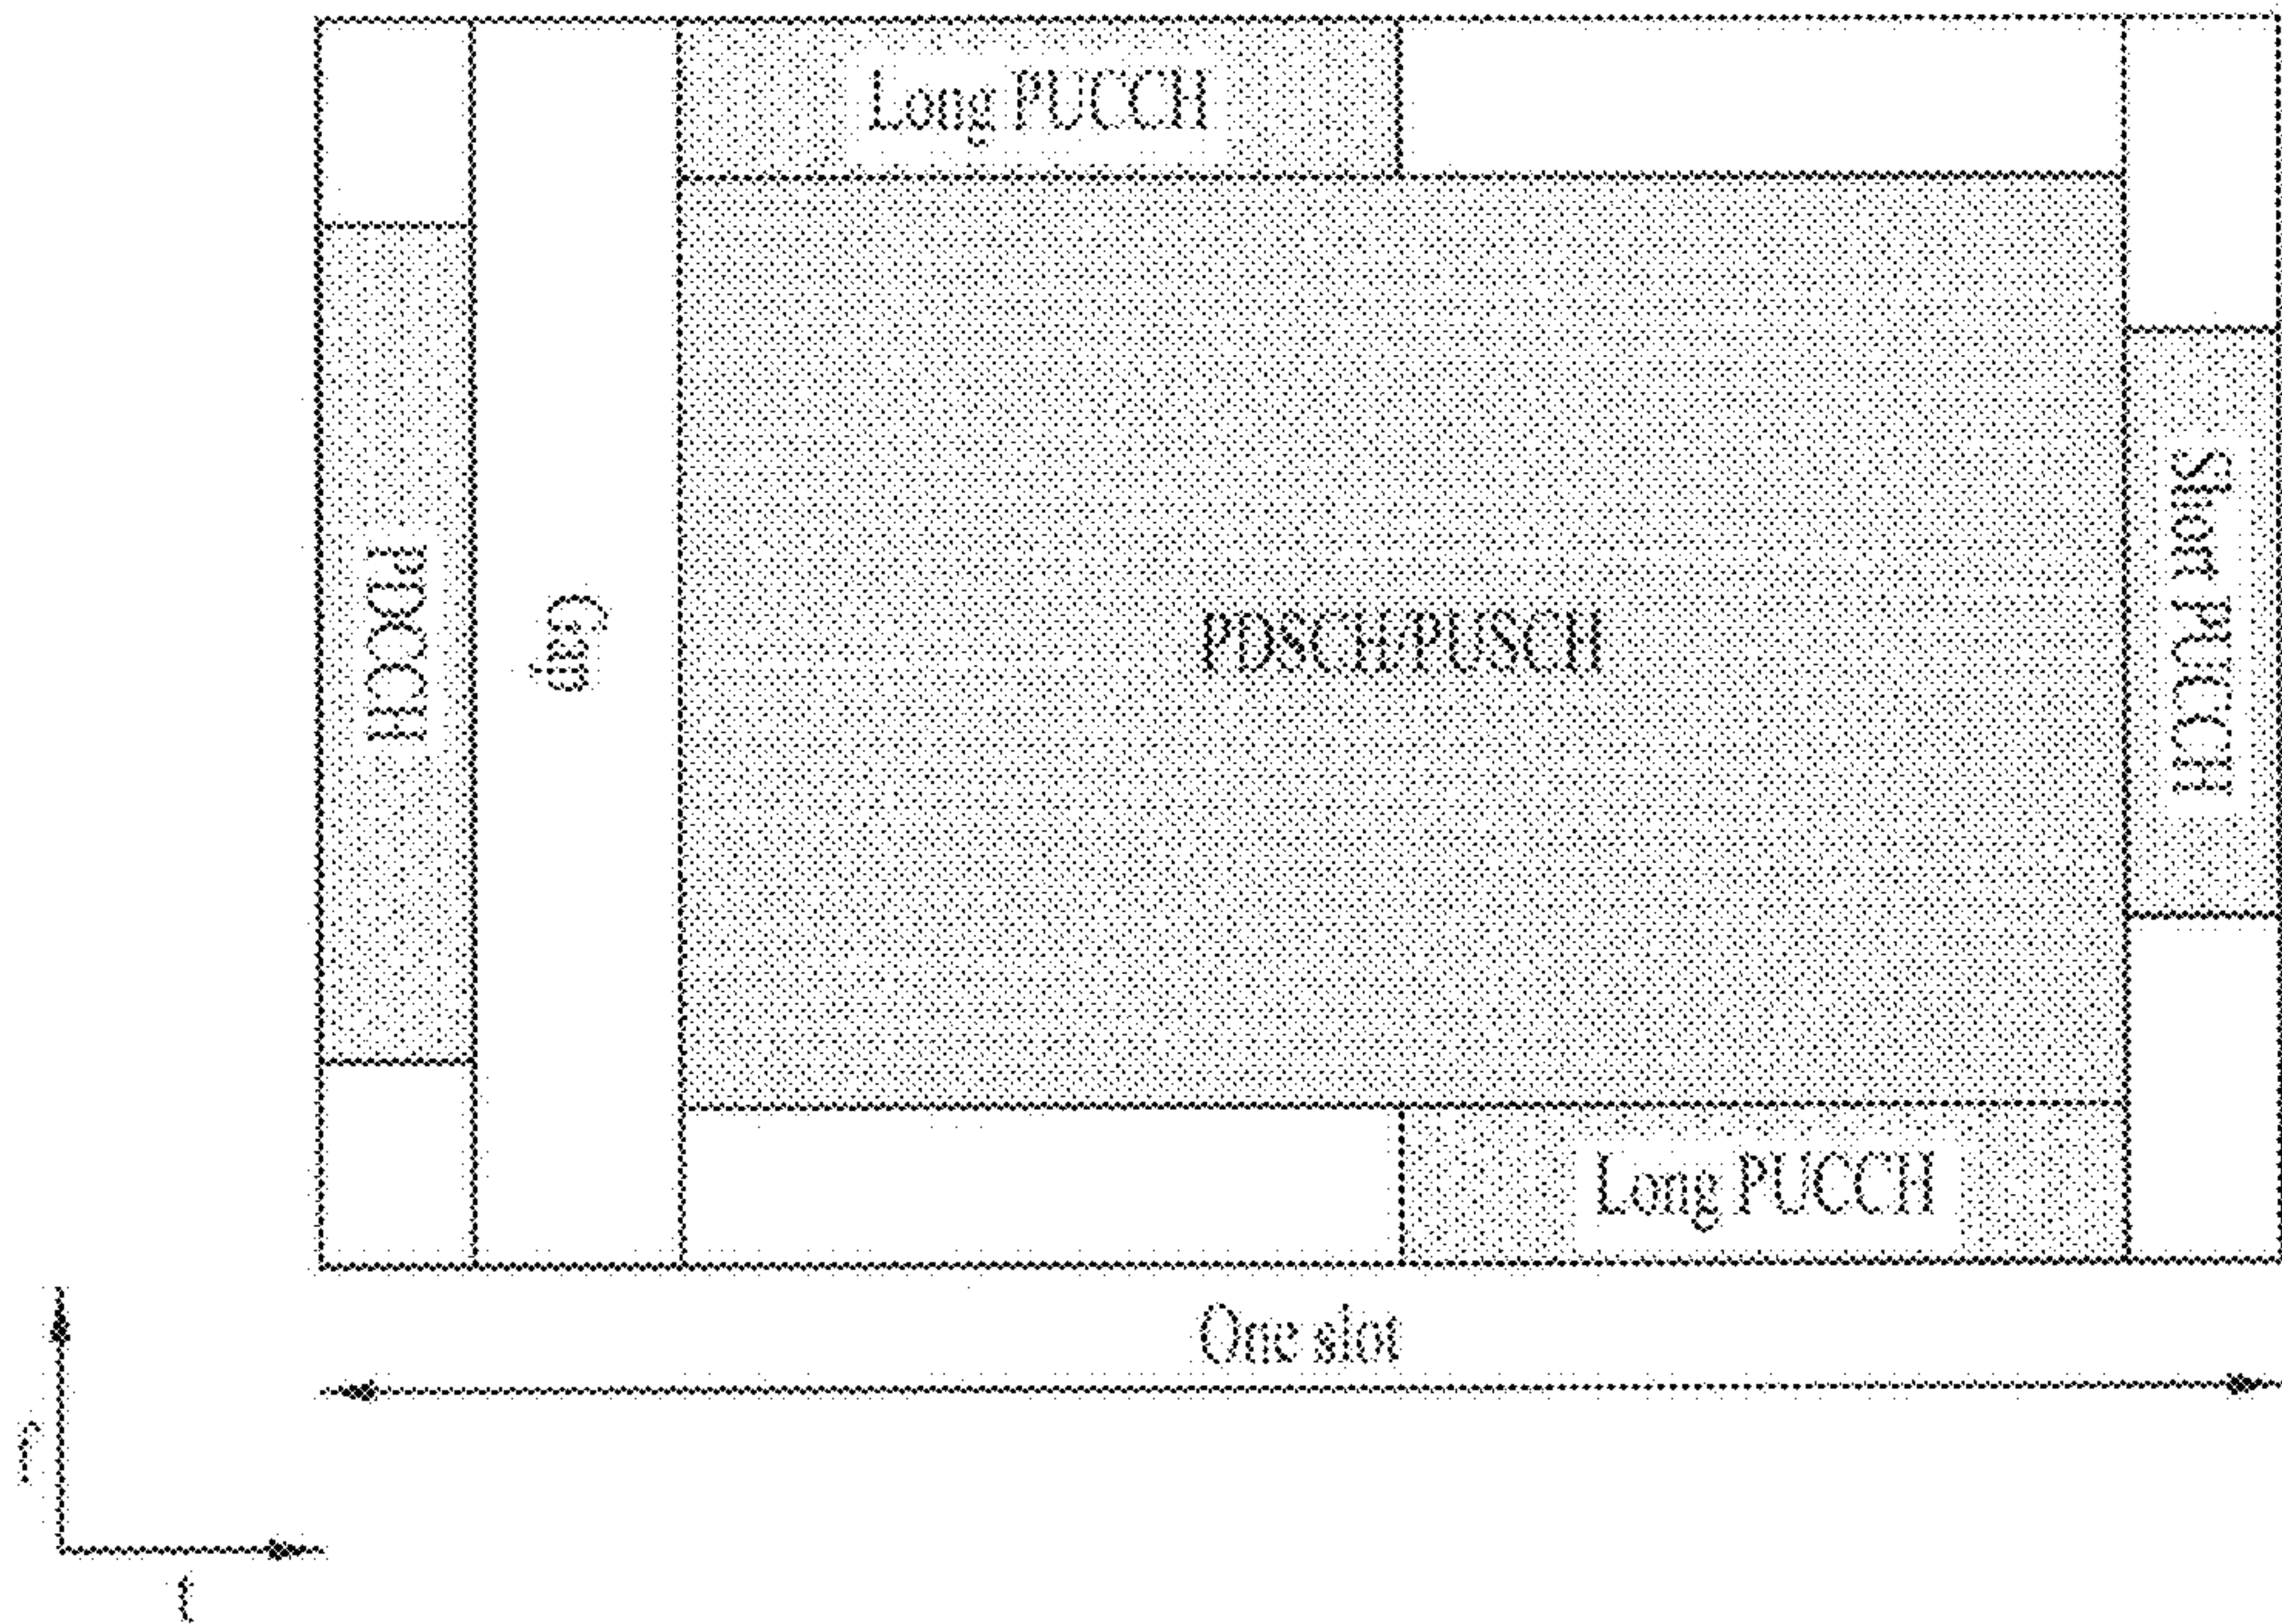 Long PUCCH
PDCCH
Gap
PDSCH/PUSCH
Short PUCCH
Long PUCCH
One slot
f
t